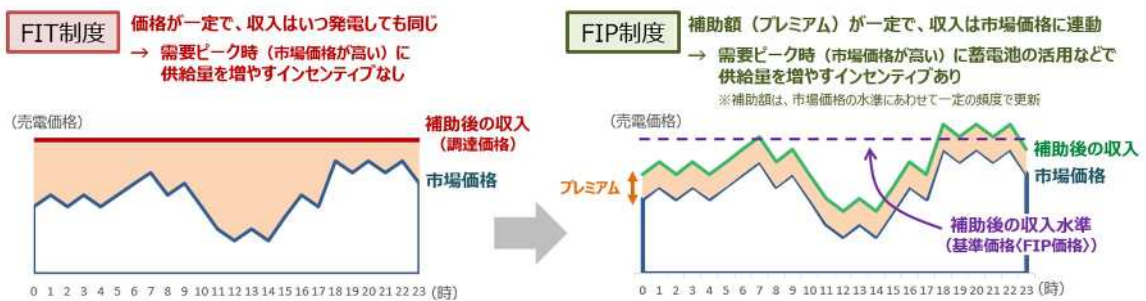 FIT制度
価格が一定で、収入はいつ発電しても同じ
→ 需要ピーク時（市場価格が高い）に
供給量を増やすインセンティブなし
（売電価格）
補助後の収入
（調達価格）
市場価格
0 1 2 3 4 5 6 7 8 9 10 11 12 13 14 15 16 17 18 19 20 21 22 23 （時）
FIP制度
補助額（プレミアム）が一定で、収入は市場価格に連動
→ 需要ピーク時（市場価格が高い）に蓄電池の活用などで
供給量を増やすインセンティブあり
※補助額は、市場価格の水準にあわせて一定の頻度で更新
（売電価格）
補助後の収入
市場価格
プレミアム
補助後の収入水準
（基準価格〈FIP価格〉）
0 1 2 3 4 5 6 7 8 9 10 11 12 13 14 15 16 17 18 19 20 21 22 23 （時）